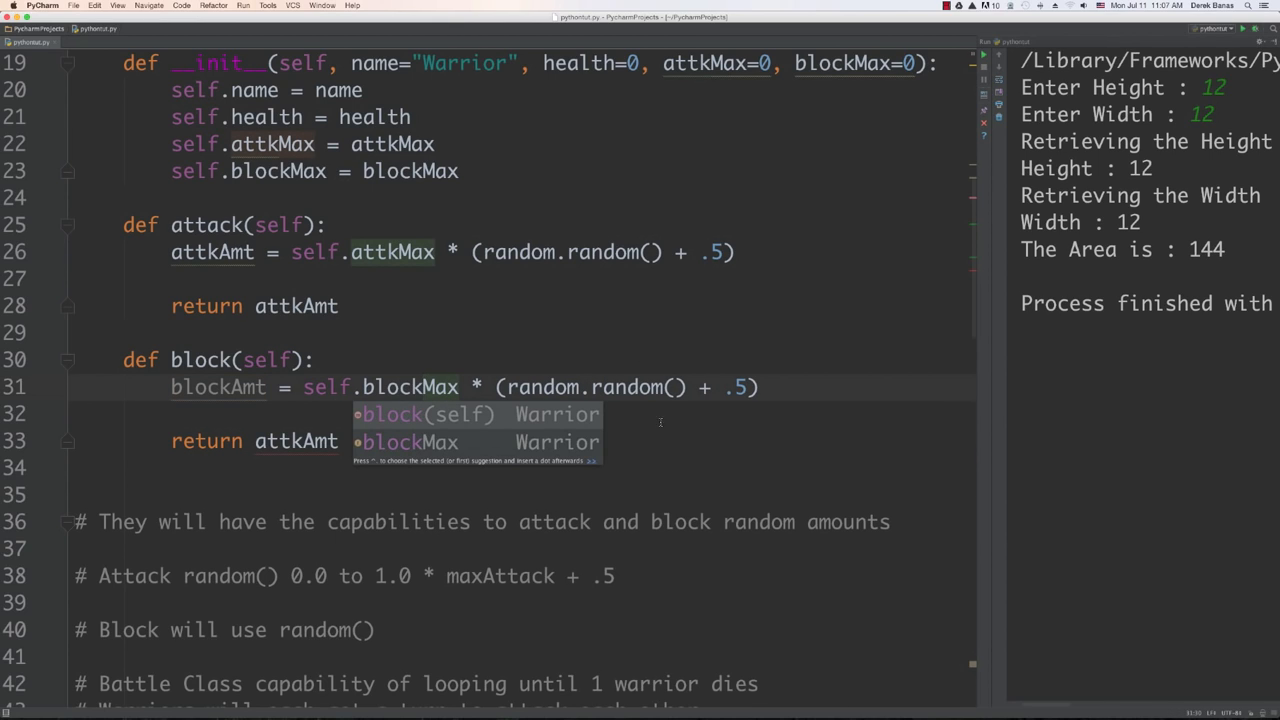 PyCharm File Edit View Navigate Code Refactor Run Tools VCS Window Help 10 Mon Jul 11 11:07 AM Derek Banas
pythontut.py - PycharmProjects - [~/PycharmProjects]
PycharmProjects pythontut.py pythontut
pythontut.py Run pythontut
19 def __init__(self, name="Warrior", health=0, attkMax=0, blockMax=0):
20 self.name = name
21 self.health = health
22 self.attkMax = attkMax
23 self.blockMax = blockMax
24
25 def attack(self):
26 attkAmt = self.attkMax * (random.random() + .5)
27
28 return attkAmt
29
30 def block(self):
31 blockAmt = self.blockMax * (random.random() + .5)
32 block(self) Warrior
blockMax Warrior
33 return attkAmt
Press ^. to choose the selected (or first) suggestion and insert a dot afterwards >>
34
35
36 # They will have the capabilities to attack and block random amounts
37
38 # Attack random() 0.0 to 1.0 * maxAttack + .5
39
40 # Block will use random()
41
42 # Battle Class capability of looping until 1 warrior dies
/Library/Frameworks/Py
Enter Height : 12
Enter Width : 12
Retrieving the Height
Height : 12
Retrieving the Width
Width : 12
The Area is : 144
Process finished with
31:30 LF÷ UTF-8÷